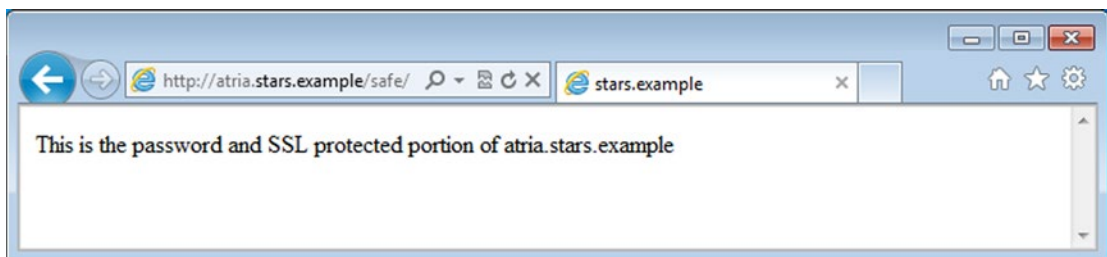 http://atria.stars.example/safe/
stars.example
This is the password and SSL protected portion of atria.stars.example